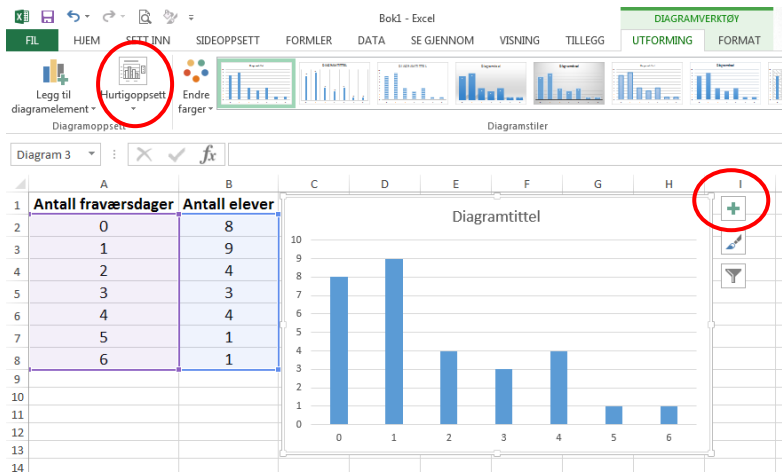 Bok1 - Excel
DIAGRAMVERKTØY
FIL HJEM SETT INN SIDEOPPSETT FORMLER DATA SE GJENNOM VISNING TILLEGG UTFORMING FORMAT
Legg til
diagramelement
Hurtigoppsett
Endre
farger
Diagramoppsett
Diagramstiler
Diagram 3
fx
A B C D E F G H I
1 Antall fraværsdager Antall elever
2 0 8
3 1 9
4 2 4
5 3 3
6 4 4
7 5 1
8 6 1
9
10
11
12
13
14
Diagramtittel
10
9
8
7
6
5
4
3
2
1
0
0 1 2 3 4 5 6